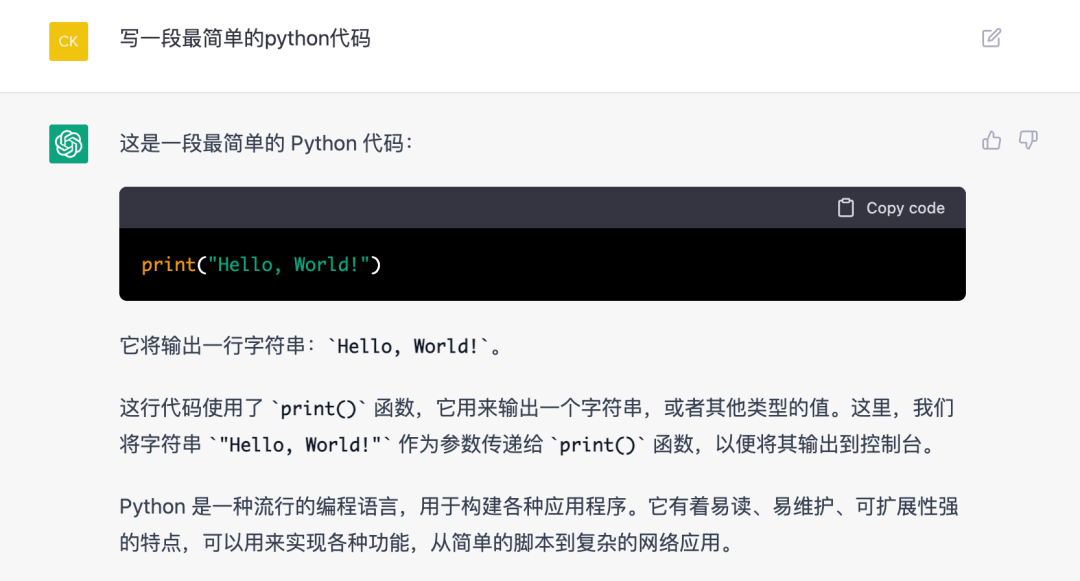 CK
写一段最简单的python代码
这是一段最简单的 Python 代码：
Copy code
print("Hello, World!")
它将输出一行字符串：`Hello, World!`。
这行代码使用了 `print()` 函数，它用来输出一个字符串，或者其他类型的值。这里，我们
将字符串 `"Hello, World!"` 作为参数传递给 `print()` 函数，以便将其输出到控制台。
Python 是一种流行的编程语言，用于构建各种应用程序。它有着易读、易维护、可扩展性强
的特点，可以用来实现各种功能，从简单的脚本到复杂的网络应用。